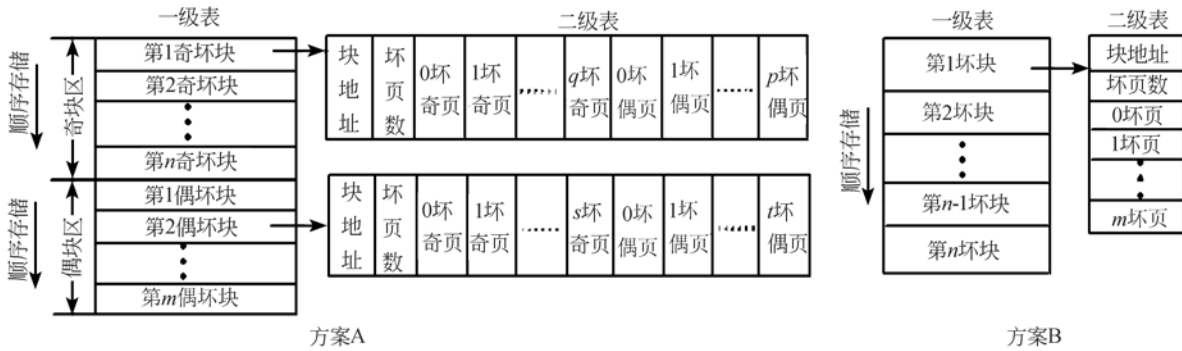 一级表
二级表
顺序存储
奇块区
第1奇坏块
第2奇坏块
第n奇坏块
块地址
坏页数
0坏奇页
1坏奇页
q坏奇页
0坏偶页
1坏偶页
p坏偶页
顺序存储
偶块区
第1偶坏块
第2偶坏块
第m偶坏块
块地址
坏页数
0坏奇页
1坏奇页
s坏奇页
0坏偶页
1坏偶页
t坏偶页
方案A
一级表
二级表
顺序存储
第1坏块
第2坏块
第n-1坏块
第n坏块
块地址
坏页数
0坏页
1坏页
m坏页
方案B